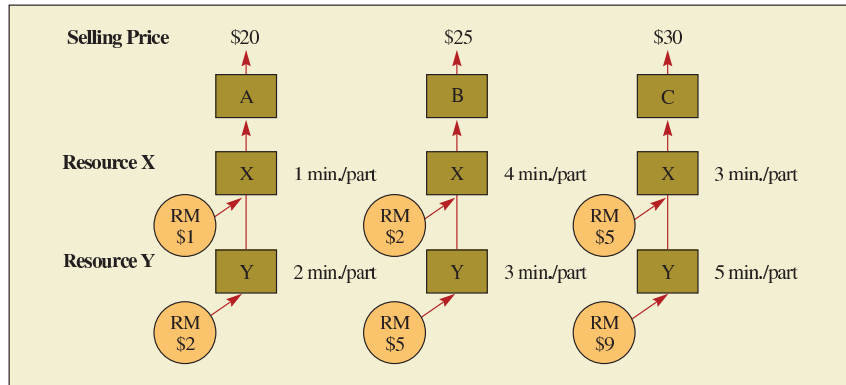 Selling Price $20 $25 $30
A B C
Resource X X 1 min./part X 4 min./part X 3 min./part
RM $1 RM $2 RM $5
Resource Y Y 2 min./part Y 3 min./part Y 5 min./part
RM $2 RM $5 RM $9